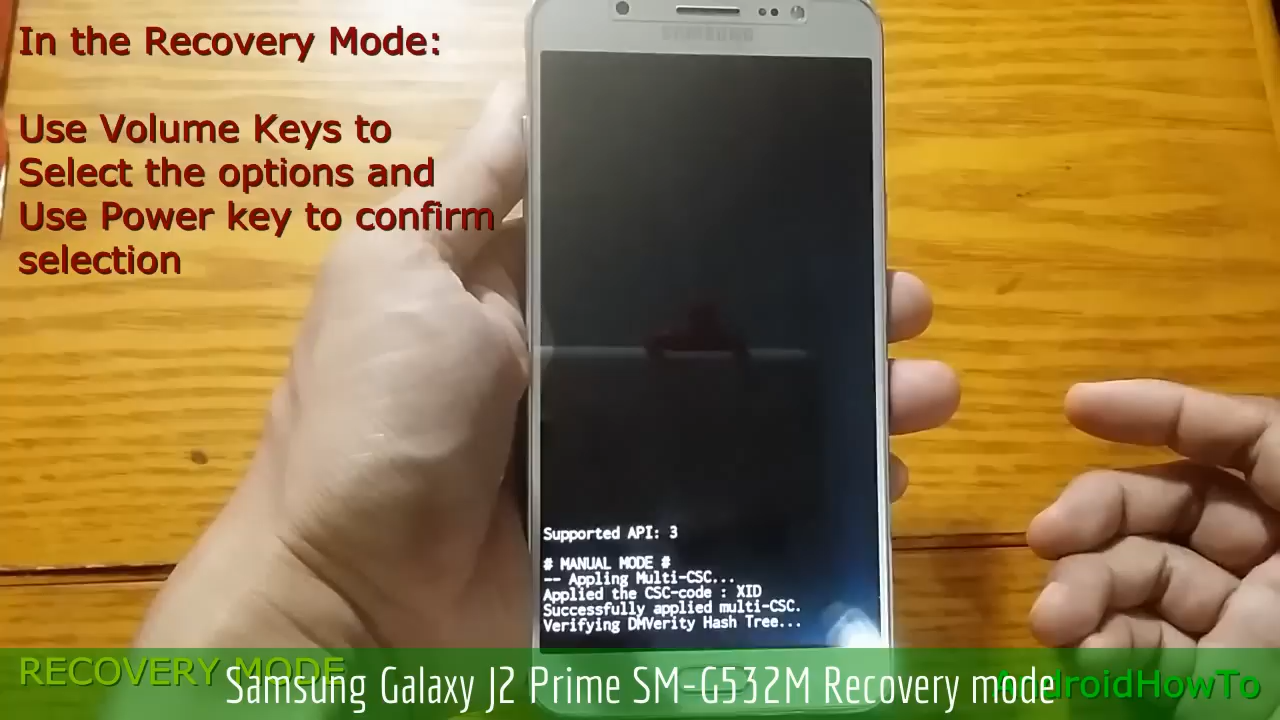 In the Recovery Mode:
Use Volume Keys to
Select the options and
Use Power key to confirm
selection
SAMSUNG
Supported API: 3
# MANUAL MODE #
-- Appling Multi-CSC...
Applied the CSC-code : XID
Successfully applied multi-CSC.
Verifying DMVerity Hash Tree...
RECOVERY MODE
Samsung Galaxy J2 Prime SM-G532M Recovery mode
AndroidHowTo